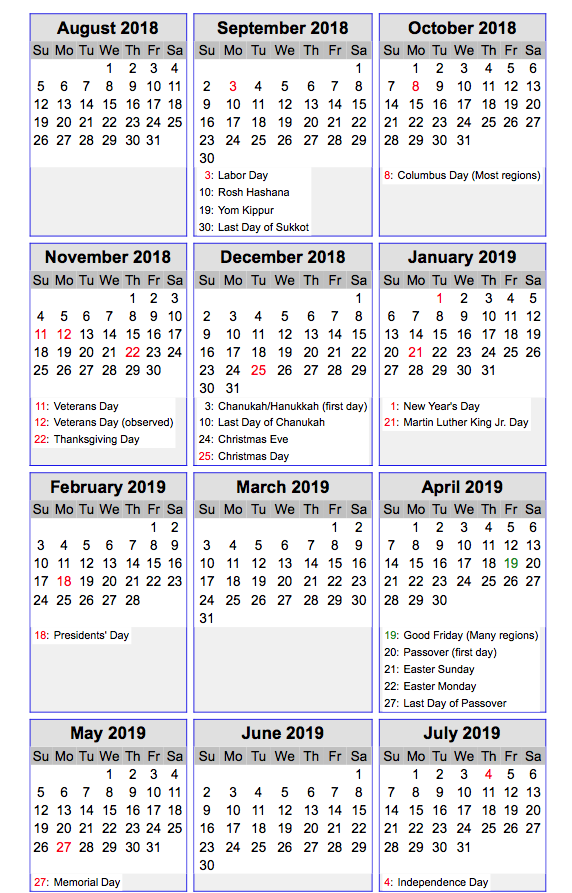 August 2018
Su Mo Tu We Th Fr Sa
1 2 3 4
5 6 7 8 9 10 11
12 13 14 15 16 17 18
19 20 21 22 23 24 25
26 27 28 29 30 31
September 2018
Su Mo Tu We Th Fr Sa
1
2 3 4 5 6 7 8
9 10 11 12 13 14 15
16 17 18 19 20 21 22
23 24 25 26 27 28 29
30
3: Labor Day
10: Rosh Hashana
19: Yom Kippur
30: Last Day of Sukkot
October 2018
Su Mo Tu We Th Fr Sa
1 2 3 4 5 6
7 8 9 10 11 12 13
14 15 16 17 18 19 20
21 22 23 24 25 26 27
28 29 30 31
8: Columbus Day (Most regions)
November 2018
Su Mo Tu We Th Fr Sa
1 2 3
4 5 6 7 8 9 10
11 12 13 14 15 16 17
18 19 20 21 22 23 24
25 26 27 28 29 30
11: Veterans Day
12: Veterans Day (observed)
22: Thanksgiving Day
December 2018
Su Mo Tu We Th Fr Sa
1
2 3 4 5 6 7 8
9 10 11 12 13 14 15
16 17 18 19 20 21 22
23 24 25 26 27 28 29
30 31
3: Chanukah/Hanukkah (first day)
10: Last Day of Chanukah
24: Christmas Eve
25: Christmas Day
January 2019
Su Mo Tu We Th Fr Sa
1 2 3 4 5
6 7 8 9 10 11 12
13 14 15 16 17 18 19
20 21 22 23 24 25 26
27 28 29 30 31
1: New Year's Day
21: Martin Luther King Jr. Day
February 2019
Su Mo Tu We Th Fr Sa
1 2
3 4 5 6 7 8 9
10 11 12 13 14 15 16
17 18 19 20 21 22 23
24 25 26 27 28
18: Presidents' Day
March 2019
Su Mo Tu We Th Fr Sa
1 2
3 4 5 6 7 8 9
10 11 12 13 14 15 16
17 18 19 20 21 22 23
24 25 26 27 28 29 30
31
April 2019
Su Mo Tu We Th Fr Sa
1 2 3 4 5 6
7 8 9 10 11 12 13
14 15 16 17 18 19 20
21 22 23 24 25 26 27
28 29 30
19: Good Friday (Many regions)
20: Passover (first day)
21: Easter Sunday
22: Easter Monday
27: Last Day of Passover
May 2019
Su Mo Tu We Th Fr Sa
1 2 3 4
5 6 7 8 9 10 11
12 13 14 15 16 17 18
19 20 21 22 23 24 25
26 27 28 29 30 31
27: Memorial Day
June 2019
Su Mo Tu We Th Fr Sa
1
2 3 4 5 6 7 8
9 10 11 12 13 14 15
16 17 18 19 20 21 22
23 24 25 26 27 28 29
30
July 2019
Su Mo Tu We Th Fr Sa
1 2 3 4 5 6
7 8 9 10 11 12 13
14 15 16 17 18 19 20
21 22 23 24 25 26 27
28 29 30 31
4: Independence Day